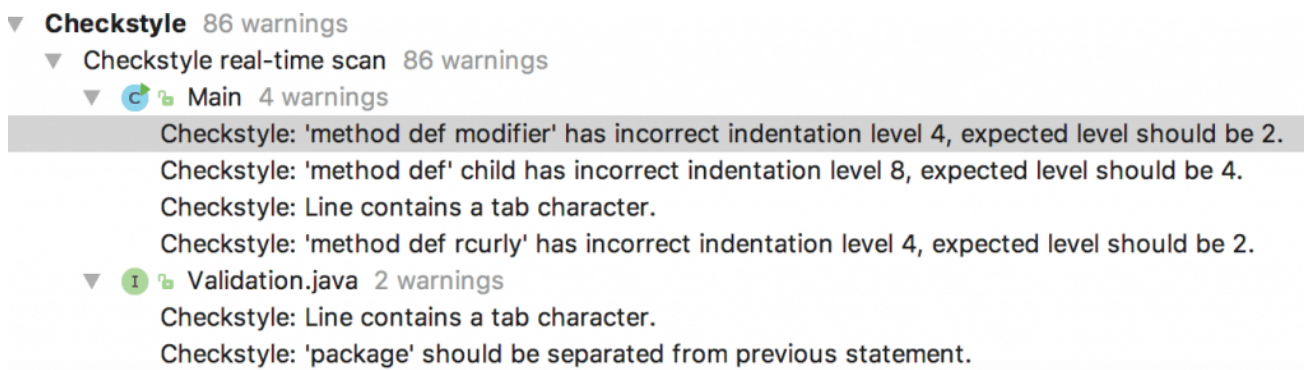 Checkstyle 86 warnings
Checkstyle real-time scan 86 warnings
C Main 4 warnings
Checkstyle: 'method def modifier' has incorrect indentation level 4, expected level should be 2.
Checkstyle: 'method def' child has incorrect indentation level 8, expected level should be 4.
Checkstyle: Line contains a tab character.
Checkstyle: 'method def rcurly' has incorrect indentation level 4, expected level should be 2.
I Validation.java 2 warnings
Checkstyle: Line contains a tab character.
Checkstyle: 'package' should be separated from previous statement.